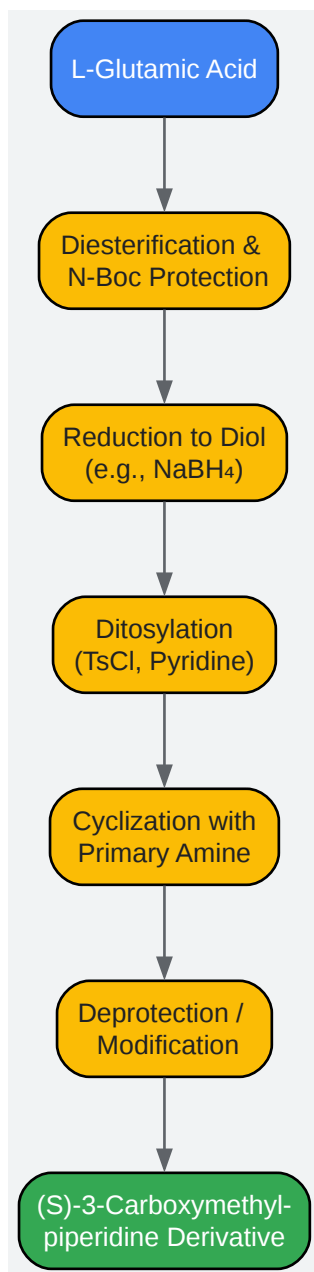 L-Glutamic Acid
Diesterification &
N-Boc Protection
Reduction to Diol
(e.g., NaBH₄)
Ditosylation
(TsCl, Pyridine)
Cyclization with
Primary Amine
Deprotection /
Modification
(S)-3-Carboxymethyl-
piperidine Derivative